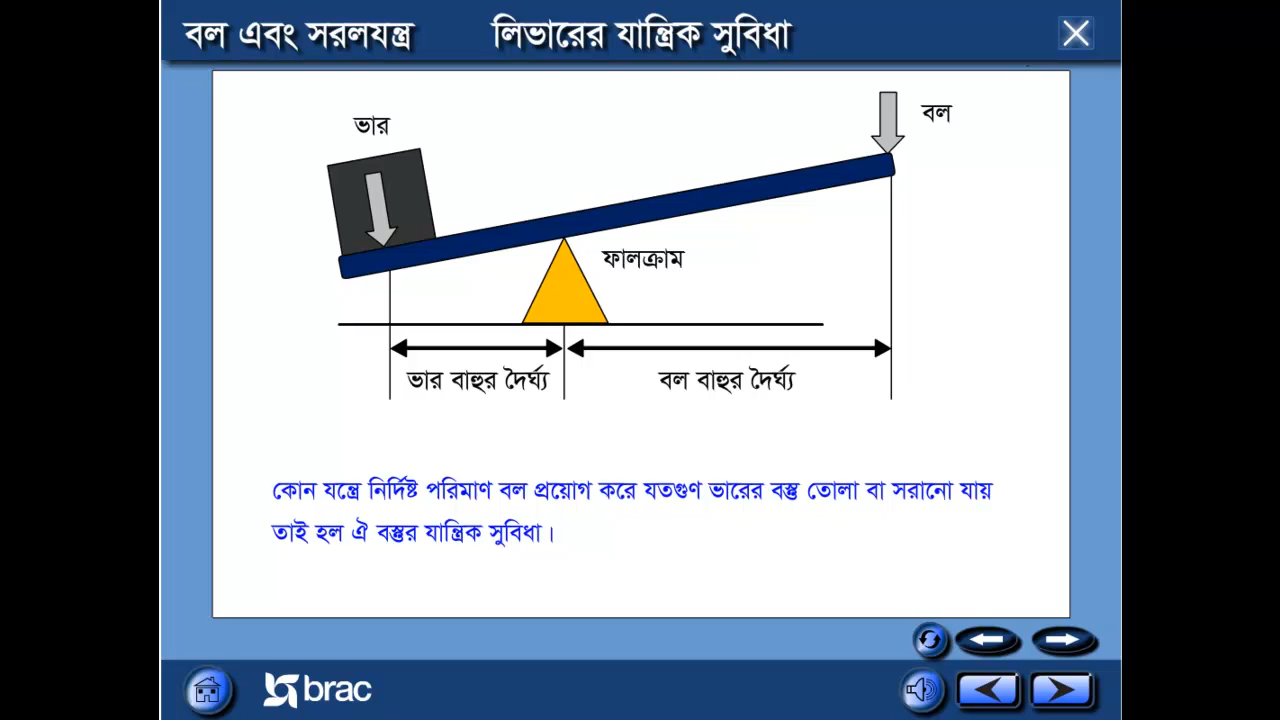 বল এবং সরলযন্ত্র
লিভারের যান্ত্রিক সুবিধা
ভার
বল
ফালক্রাম
ভার বাহুর দৈর্ঘ্য
বল বাহুর দৈর্ঘ্য
কোন যন্ত্রে নির্দিষ্ট পরিমাণ বল প্রয়োগ করে যতগুণ ভারের বস্তু তোলা বা সরানো যায়
তাই হল ঐ বস্তুর যান্ত্রিক সুবিধা।
brac